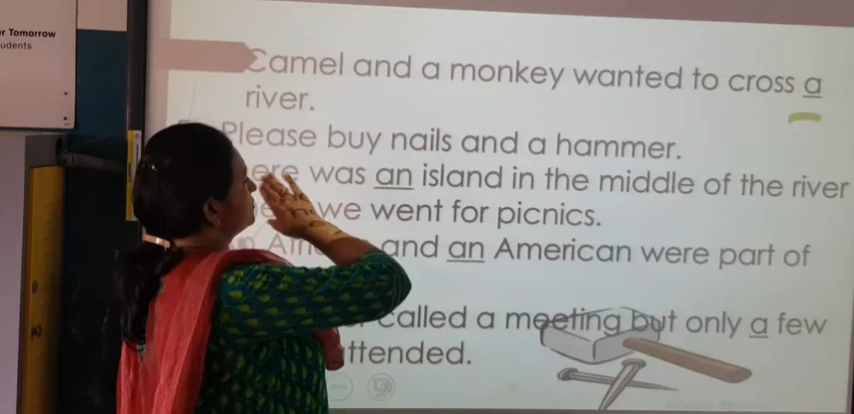 r Tomorrow
udents
Camel and a monkey wanted to cross a
river.
Please buy nails and a hammer.
ere was an island in the middle of the river
we went for picnics.
and an American were part of
called a meeting but only a few
ttended.